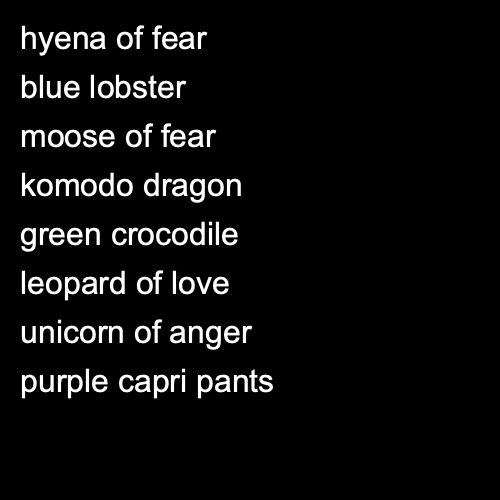 hyena of fear
blue lobster
moose of fear
komodo dragon
green crocodile
leopard of love
unicorn of anger
purple capri pants